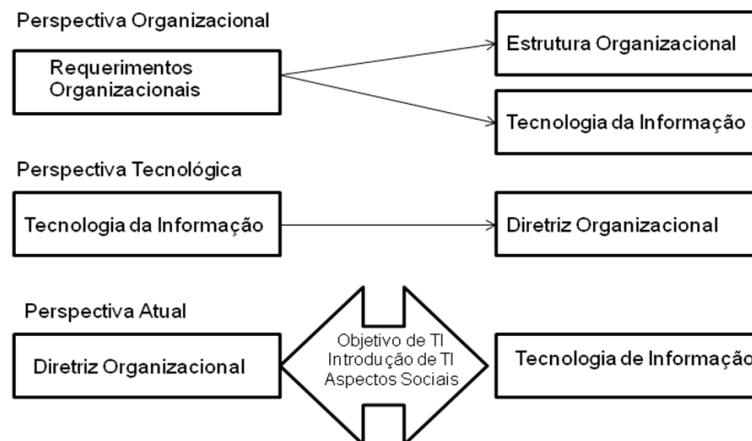 Perspectiva Organizacional
Requerimentos
Organizacionais
Estrutura Organizacional
Tecnologia da Informação
Perspectiva Tecnológica
Tecnologia da Informação
Diretriz Organizacional
Perspectiva Atual
Diretriz Organizacional
Objetivo de TI
Introdução de TI
Aspectos Sociais
Tecnologia de Informação